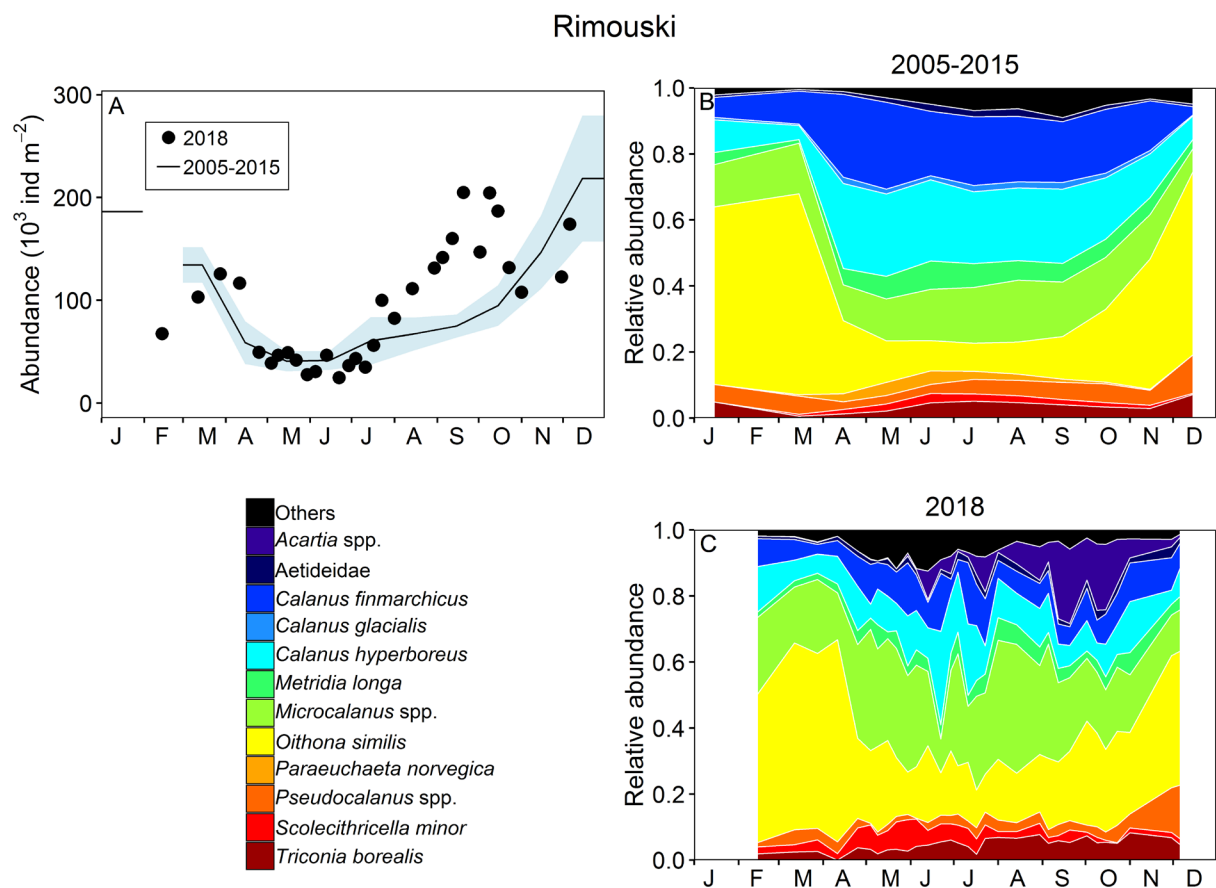 Rimouski
A
300
200
100
0
Abundance (10³ ind m⁻²)
2018
2005-2015
J F M A M J J A S O N D
2005-2015
B
1.0
0.8
0.6
0.4
0.2
0.0
Relative abundance
J F M A M J J A S O N D
Others
Acartia spp.
Aetideidae
Calanus finmarchicus
Calanus glacialis
Calanus hyperboreus
Metridia longa
Microcalanus spp.
Oithona similis
Paraeuchaeta norvegica
Pseudocalanus spp.
Scolecithricella minor
Triconia borealis
2018
C
1.0
0.8
0.6
0.4
0.2
0.0
Relative abundance
J F M A M J J A S O N D